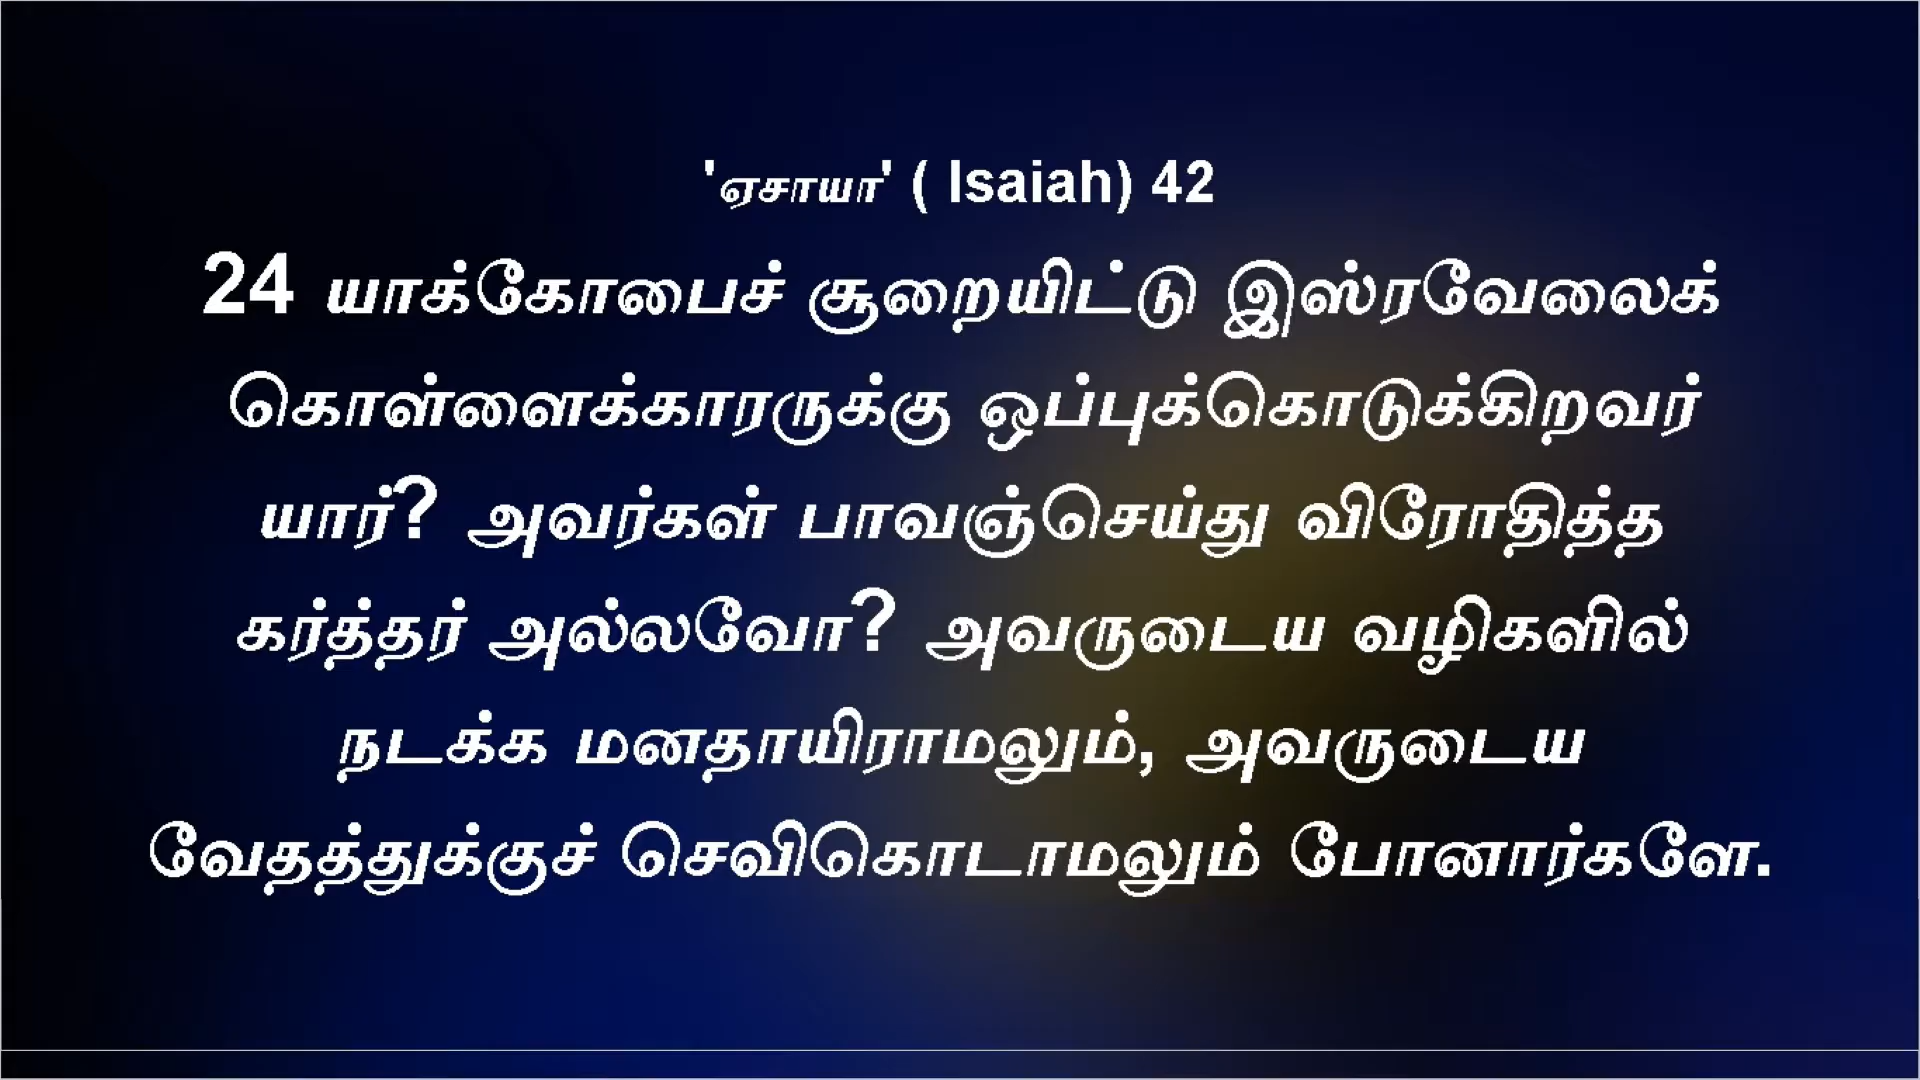 'ஏசாயா' ( Isaiah) 42
24 யாக்கோபைச் சூறையிட்டு இஸ்ரவேலைக்
கொள்ளைக்காரருக்கு ஒப்புக்கொடுக்கிறவர்
யார்? அவர்கள் பாவஞ்செய்து விரோதித்த
கர்த்தர் அல்லவோ? அவருடைய வழிகளில்
நடக்க மனதாயிராமலும், அவருடைய
வேதத்துக்குச் செவிகொடாமலும் போனார்களே.